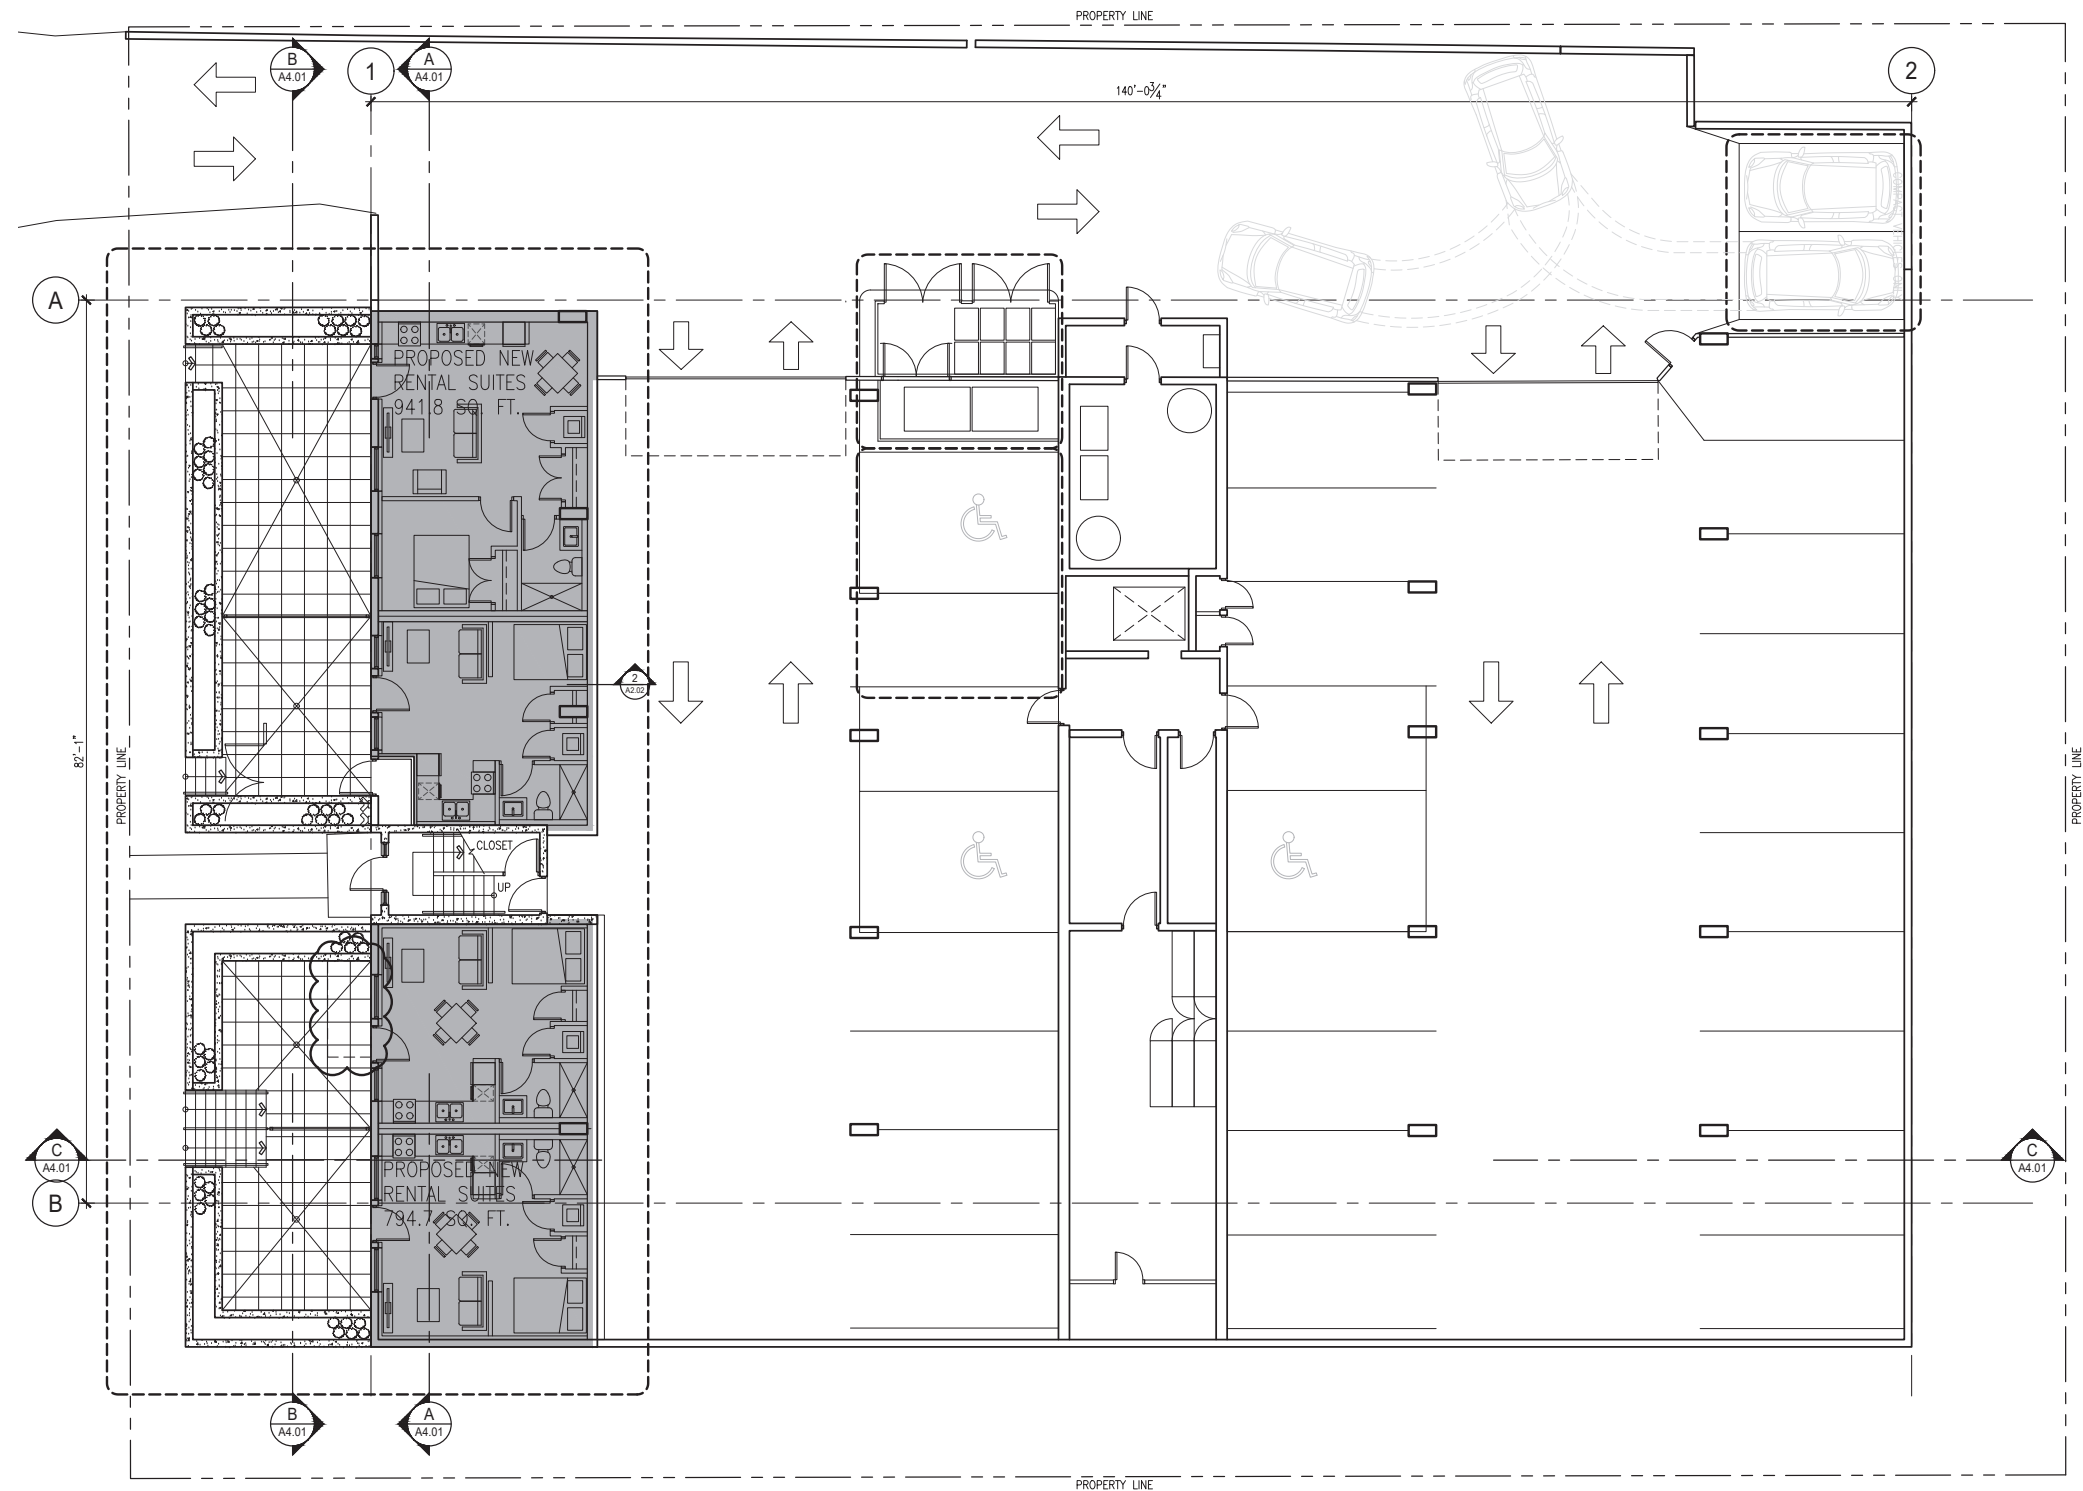 PROPERTY LINE
B
A4.01
1
A
A4.01
2
140'-0¾"
A
PROPOSED NEW
RENTAL SUITES
941.8 SQ. FT.
2
A2.02
82'-1"
PROPERTY LINE
PROPERTY LINE
CLOSET
UP
C
A4.01
C
A4.01
B
PROPOSED NEW
RENTAL SUITES
794.7 SQ. FT.
B
A4.01
A
A4.01
PROPERTY LINE